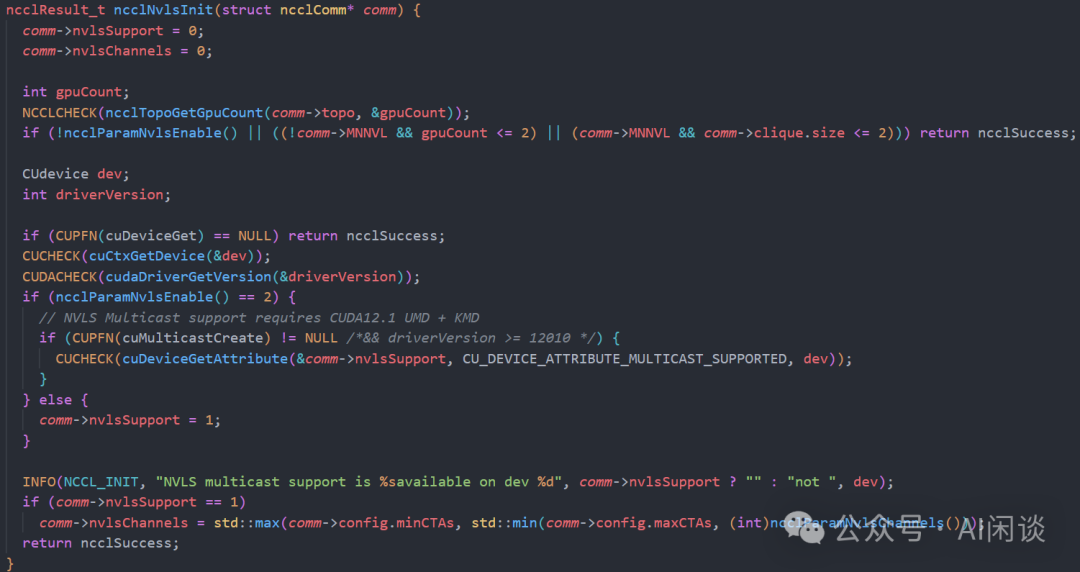 ncclResult_t ncclNvlsInit(struct ncclComm* comm) {
  comm->nvlsSupport = 0;
  comm->nvlsChannels = 0;

  int gpuCount;
  NCCLCHECK(ncclTopoGetGpuCount(comm->topo, &gpuCount));
  if (!ncclParamNvlsEnable() || ((!comm->MNNVL && gpuCount <= 2) || (comm->MNNVL && comm->clique.size <= 2))) return ncclSuccess;

  CUdevice dev;
  int driverVersion;

  if (CUPFN(cuDeviceGet) == NULL) return ncclSuccess;
  CUCHECK(cuCtxGetDevice(&dev));
  CUDACHECK(cudaDriverGetVersion(&driverVersion));
  if (ncclParamNvlsEnable() == 2) {
    // NVLS Multicast support requires CUDA12.1 UMD + KMD
    if (CUPFN(cuMulticastCreate) != NULL /*&& driverVersion >= 12010 */) {
      CUCHECK(cuDeviceGetAttribute(&comm->nvlsSupport, CU_DEVICE_ATTRIBUTE_MULTICAST_SUPPORTED, dev));
    }
  } else {
    comm->nvlsSupport = 1;
  }

  INFO(NCCL_INIT, "NVLS multicast support is %savailable on dev %d", comm->nvlsSupport ? "" : "not ", dev);
  if (comm->nvlsSupport == 1)
    comm->nvlsChannels = std::max(comm->config.minCTAs, std::min(comm->config.maxCTAs, (int)ncclParamNvlsChannels()));
  return ncclSuccess;
}
公众号 · AI闲谈